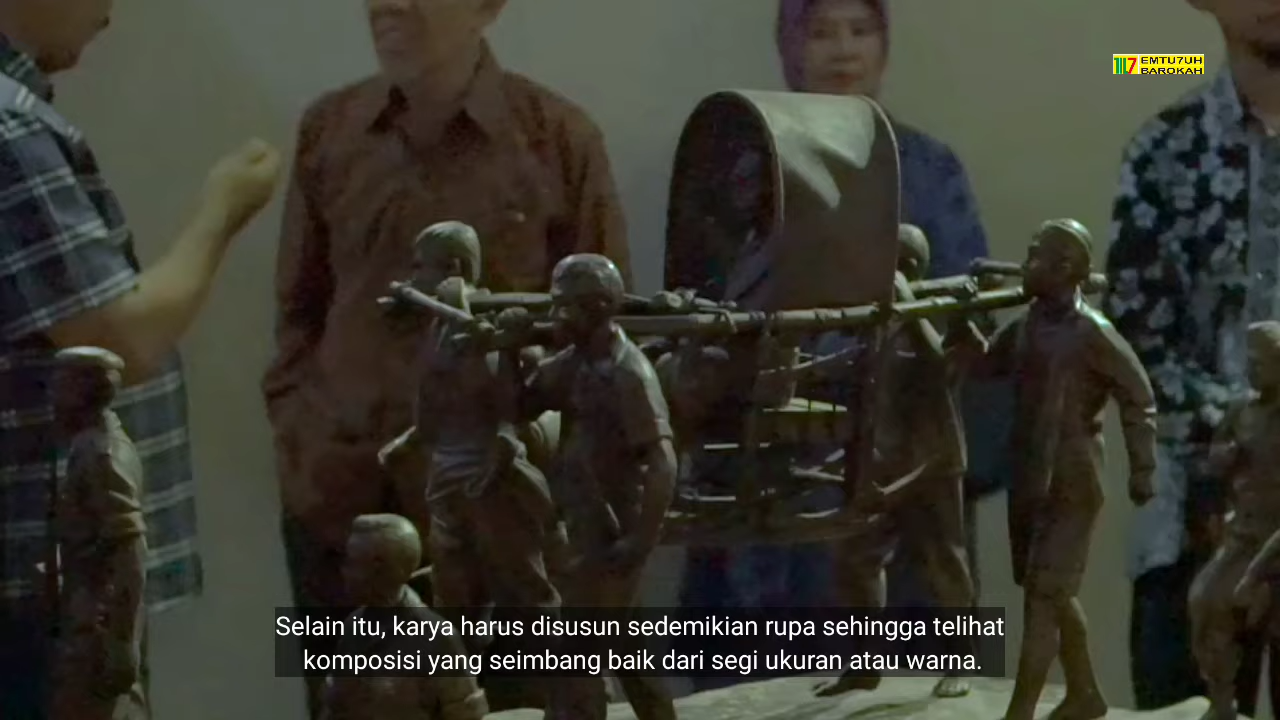 117 EMTU7UH
BAROKAH
Selain itu, karya harus disusun sedemikian rupa sehingga telihat
komposisi yang seimbang baik dari segi ukuran atau warna.